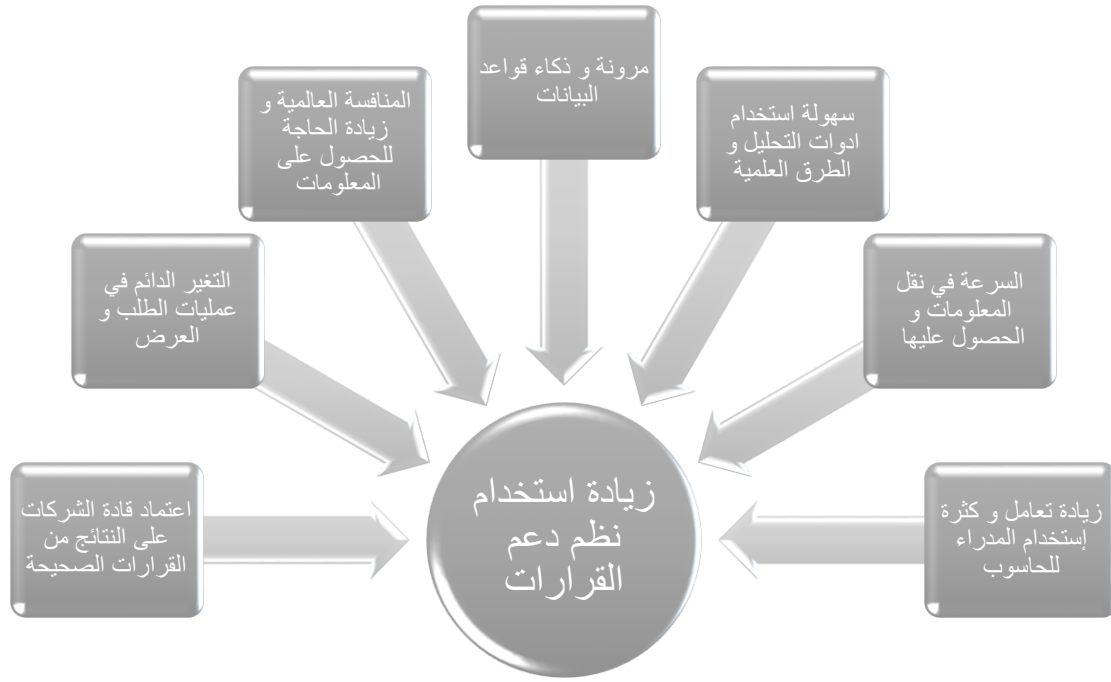 مرونة و ذكاء قواعد
البيانات
سهولة استخدام
ادوات التحليل و
الطرق العلمية
المنافسة العالمية و
زيادة الحاجة
للحصول على
المعلومات
السرعة في نقل
المعلومات و
الحصول عليها
التغير الدائم في
عمليات الطلب و
العرض
زيادة تعامل و كثرة
إستخدام المدراء
للحاسوب
اعتماد قادة الشركات
على النتائج من
القرارات الصحيحة
زيادة استخدام
نظم دعم
القرارات